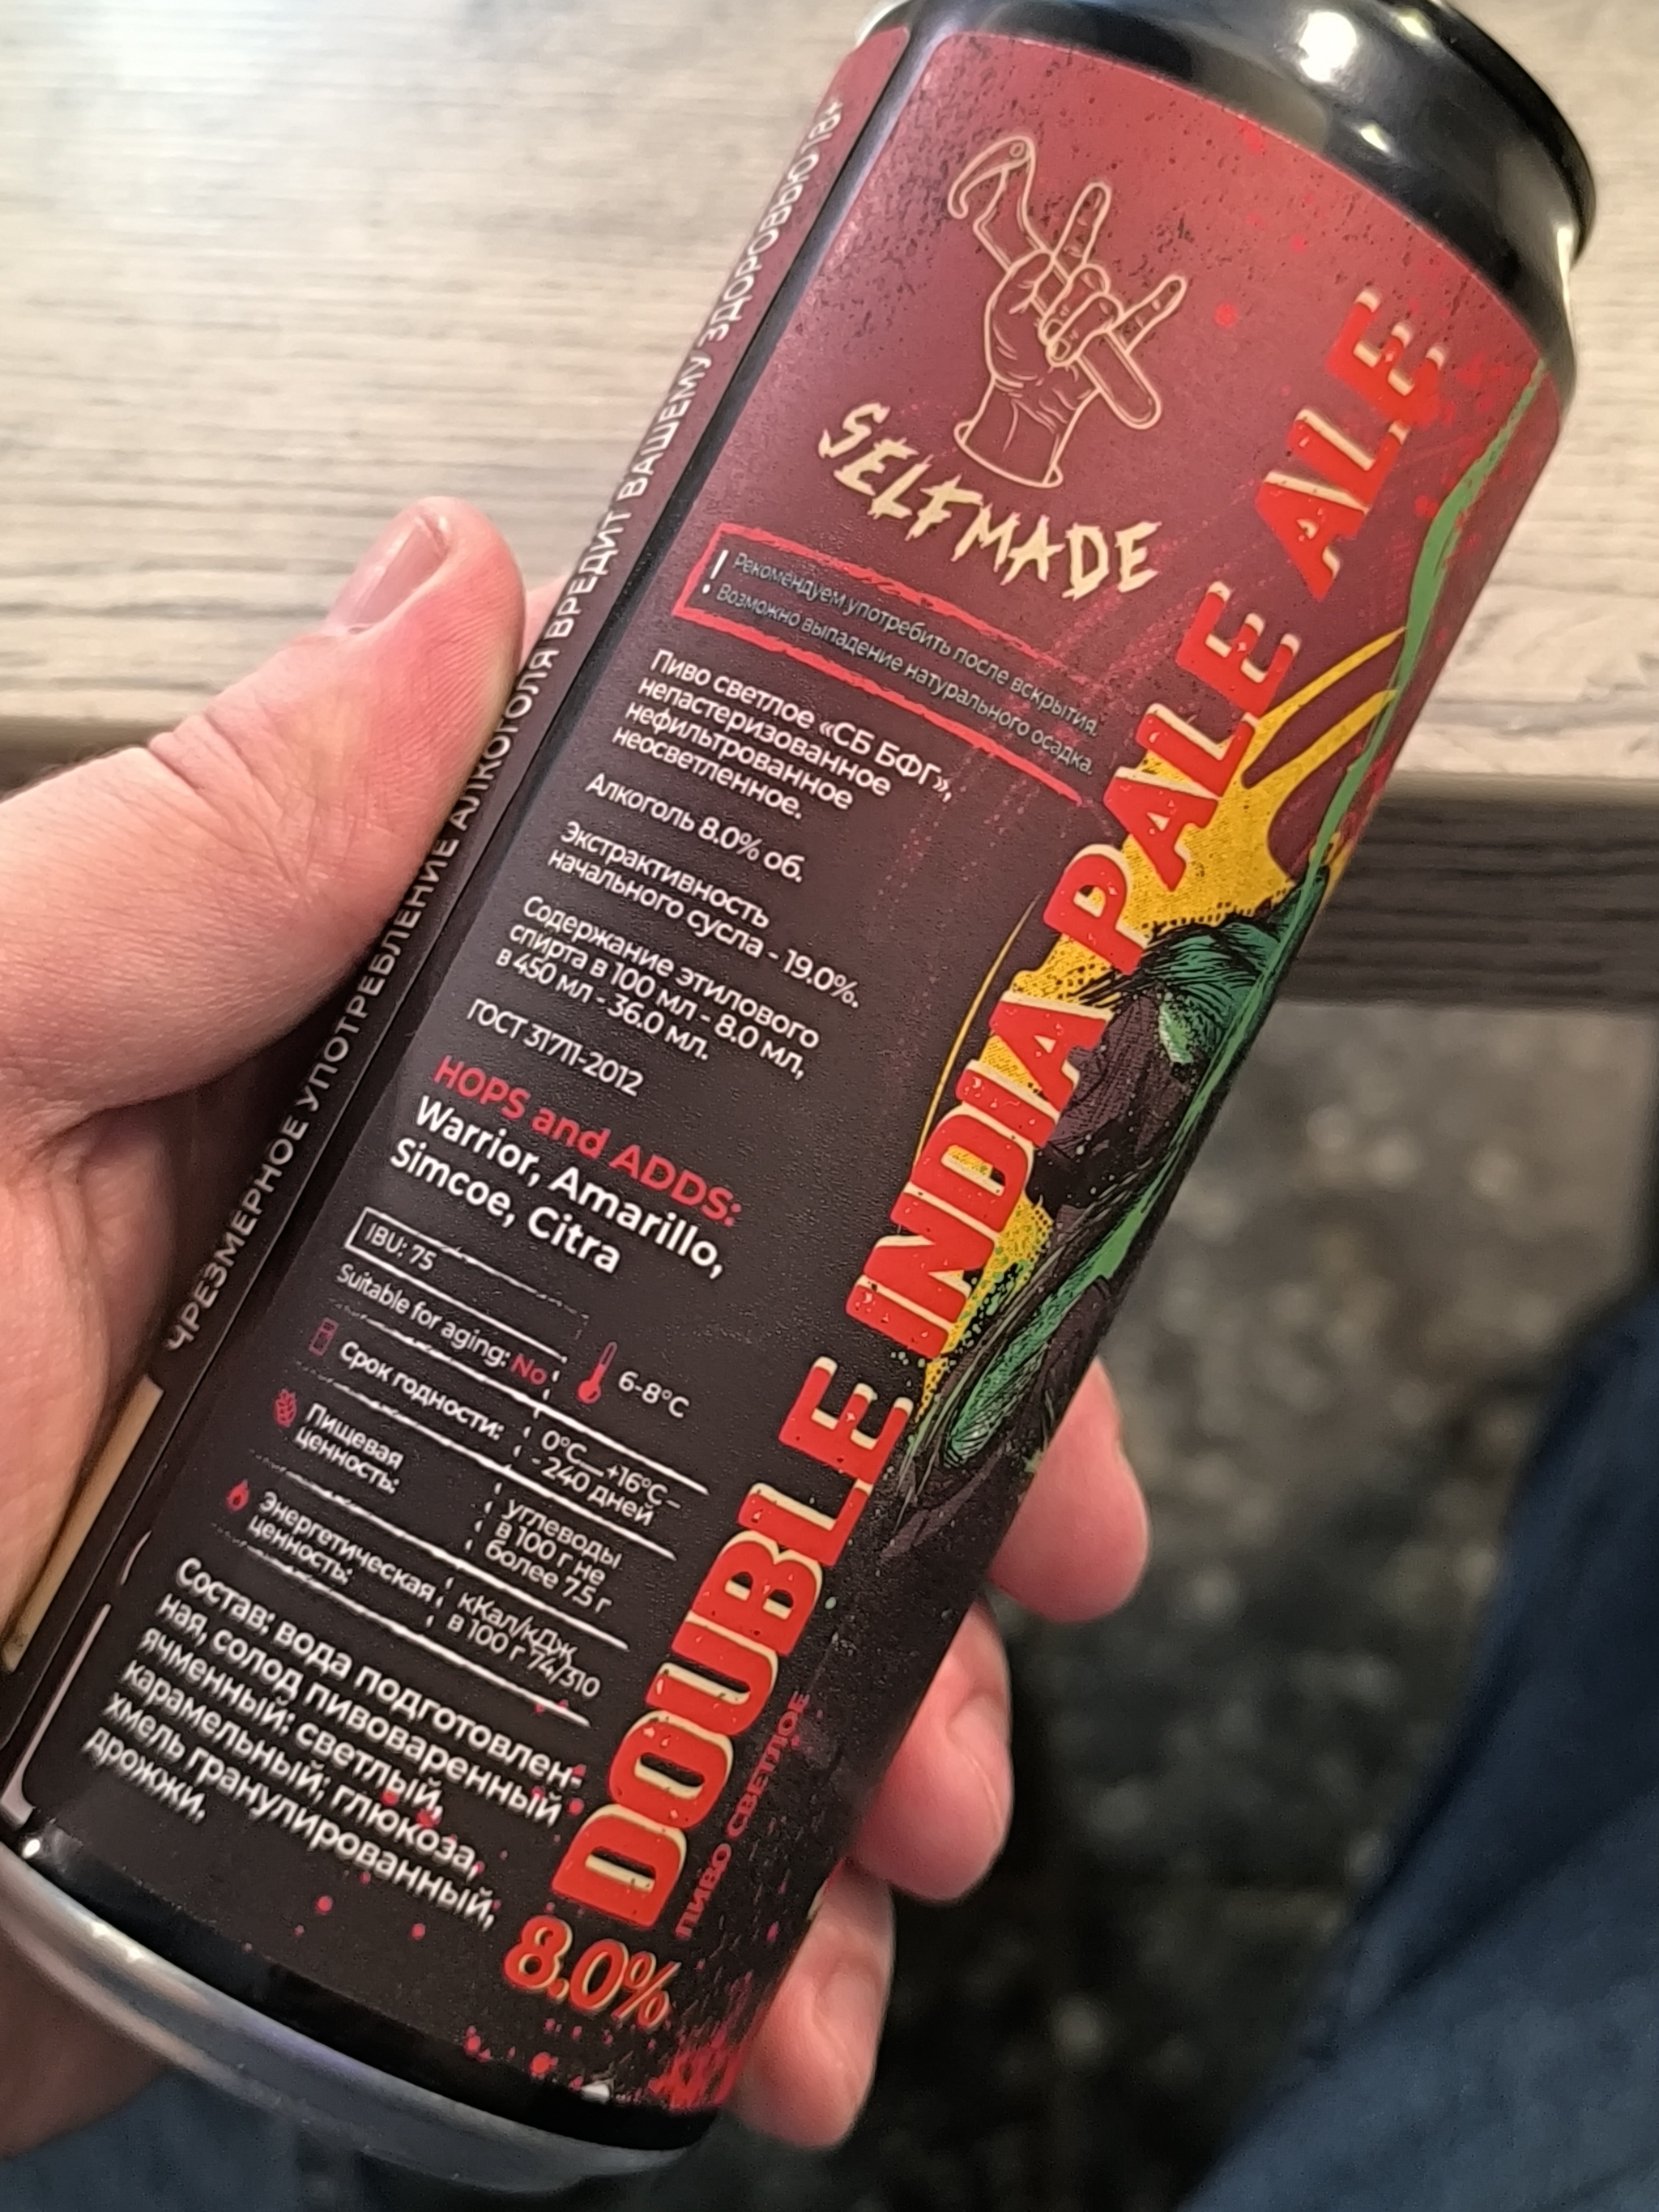 ЧРЕЗМЕРНОЕ УПОТРЕБЛЕНИЕ АЛКОГОЛЯ ВРЕДИТ ВАШЕМУ ЗДОРОВЬЮ 18+
SELFMADE
! Рекомендуем употребить после вскрытия.
Возможно выпадение натурального осадка.
Пиво светлое «СБ БФГ»,
непастеризованное
нефильтрованное
неосветленное.
Алкоголь 8.0% об.
Экстрактивность
начального сусла - 19.0%.
Содержание этилового
спирта в 100 мл - 8.0 мл,
в 450 мл - 36.0 мл.
ГОСТ 31711-2012
HOPS and ADDS:
Warrior, Amarillo,
Simcoe, Citra
IBU: 75
Suitable for aging: No
6-8°C
Срок годности:
0°C...+16°C –
- 240 дней
Пищевая
ценность:
углеводы
в 100 г не
более 7.5 г
Энергетическая
ценность:
кКал/кДж
в 100 г 74/310
Состав: вода подготовлен-
ная, солод пивоваренный
ячменный: светлый,
карамельный; глюкоза,
хмель гранулированный,
дрожжи.
DOUBLE INDIA PALE ALE
ПИВО СВЕТЛОЕ
8.0%